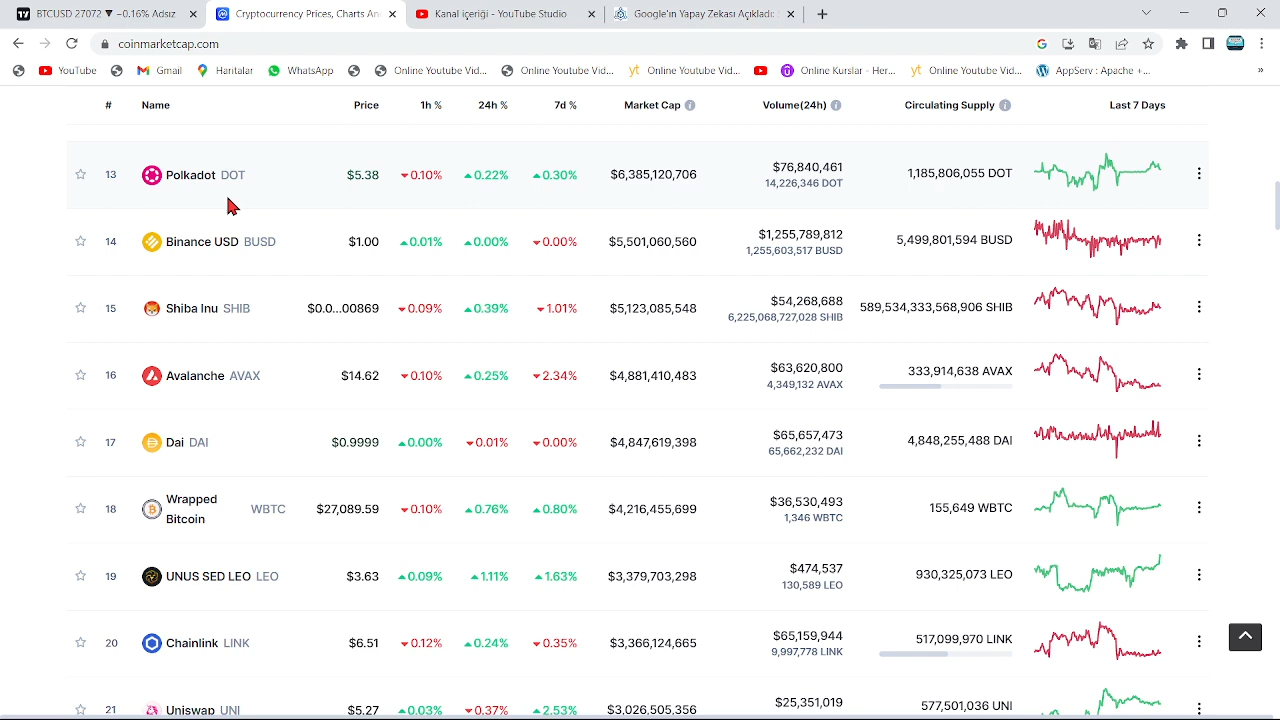 BTCUSD 27072 ▼ −0.16% Adsız
Cryptocurrency Prices, Charts An
Kanal içeriği - YouTube Studio
Google'ın Yapay Zekası Açıkladı:
coinmarketcap.com
YouTube Gmail Haritalar WhatsApp Online Youtube Vid... Online Youtube Vid... Online Youtube Vid... Online Kurslar - Her... Online Youtube Vid... AppServ : Apache +... »
# Name Price 1h % 24h % 7d % Market Cap Volume(24h) Circulating Supply Last 7 Days
13 Polkadot DOT $5.38 0.10% 0.22% 0.30% $6,385,120,706 $76,840,461 1,185,806,055 DOT
14,226,346 DOT
14 Binance USD BUSD $1.00 0.01% 0.00% 0.00% $5,501,060,560 $1,255,789,812 5,499,801,594 BUSD
1,255,603,517 BUSD
15 Shiba Inu SHIB $0.0...00869 0.09% 0.39% 1.01% $5,123,085,548 $54,268,688 589,534,333,568,906 SHIB
6,225,068,727,028 SHIB
16 Avalanche AVAX $14.62 0.10% 0.25% 2.34% $4,881,410,483 $63,620,800 333,914,638 AVAX
4,349,132 AVAX
17 Dai DAI $0.9999 0.00% 0.01% 0.00% $4,847,619,398 $65,657,473 4,848,255,488 DAI
65,662,232 DAI
18 Wrapped Bitcoin WBTC $27,089.59 0.10% 0.76% 0.80% $4,216,455,699 $36,530,493 155,649 WBTC
1,346 WBTC
19 UNUS SED LEO LEO $3.63 0.09% 1.11% 1.63% $3,379,703,298 $474,537 930,325,073 LEO
130,589 LEO
20 Chainlink LINK $6.51 0.12% 0.24% 0.35% $3,366,124,665 $65,159,944 517,099,970 LINK
9,997,778 LINK
21 Uniswap UNI $5.27 0.03% 0.37% 2.53% $3,026,505,356 $25,351,019 577,501,036 UNI